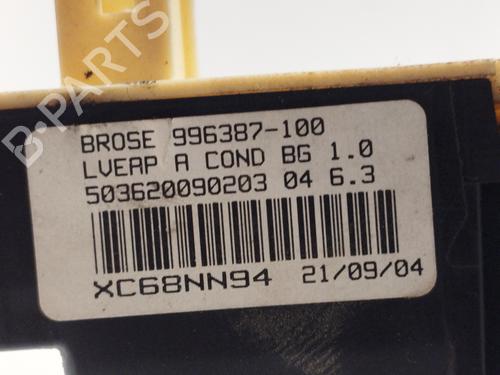 B-PARTS
BROSE 996387-100
LVEAP A COND BG 1.0
503620090203 04 6.3
XC68NN94 21/09/04